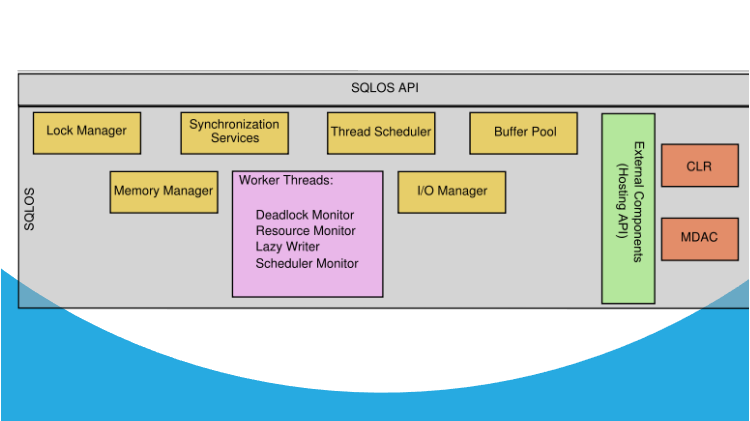 SQLOS API
Lock Manager
Synchronization
Services
Thread Scheduler
Buffer Pool
Memory Manager
Worker Threads:
Deadlock Monitor
Resource Monitor
Lazy Writer
Scheduler Monitor
I/O Manager
SQLOS
External Components
(Hosting API)
CLR
MDAC